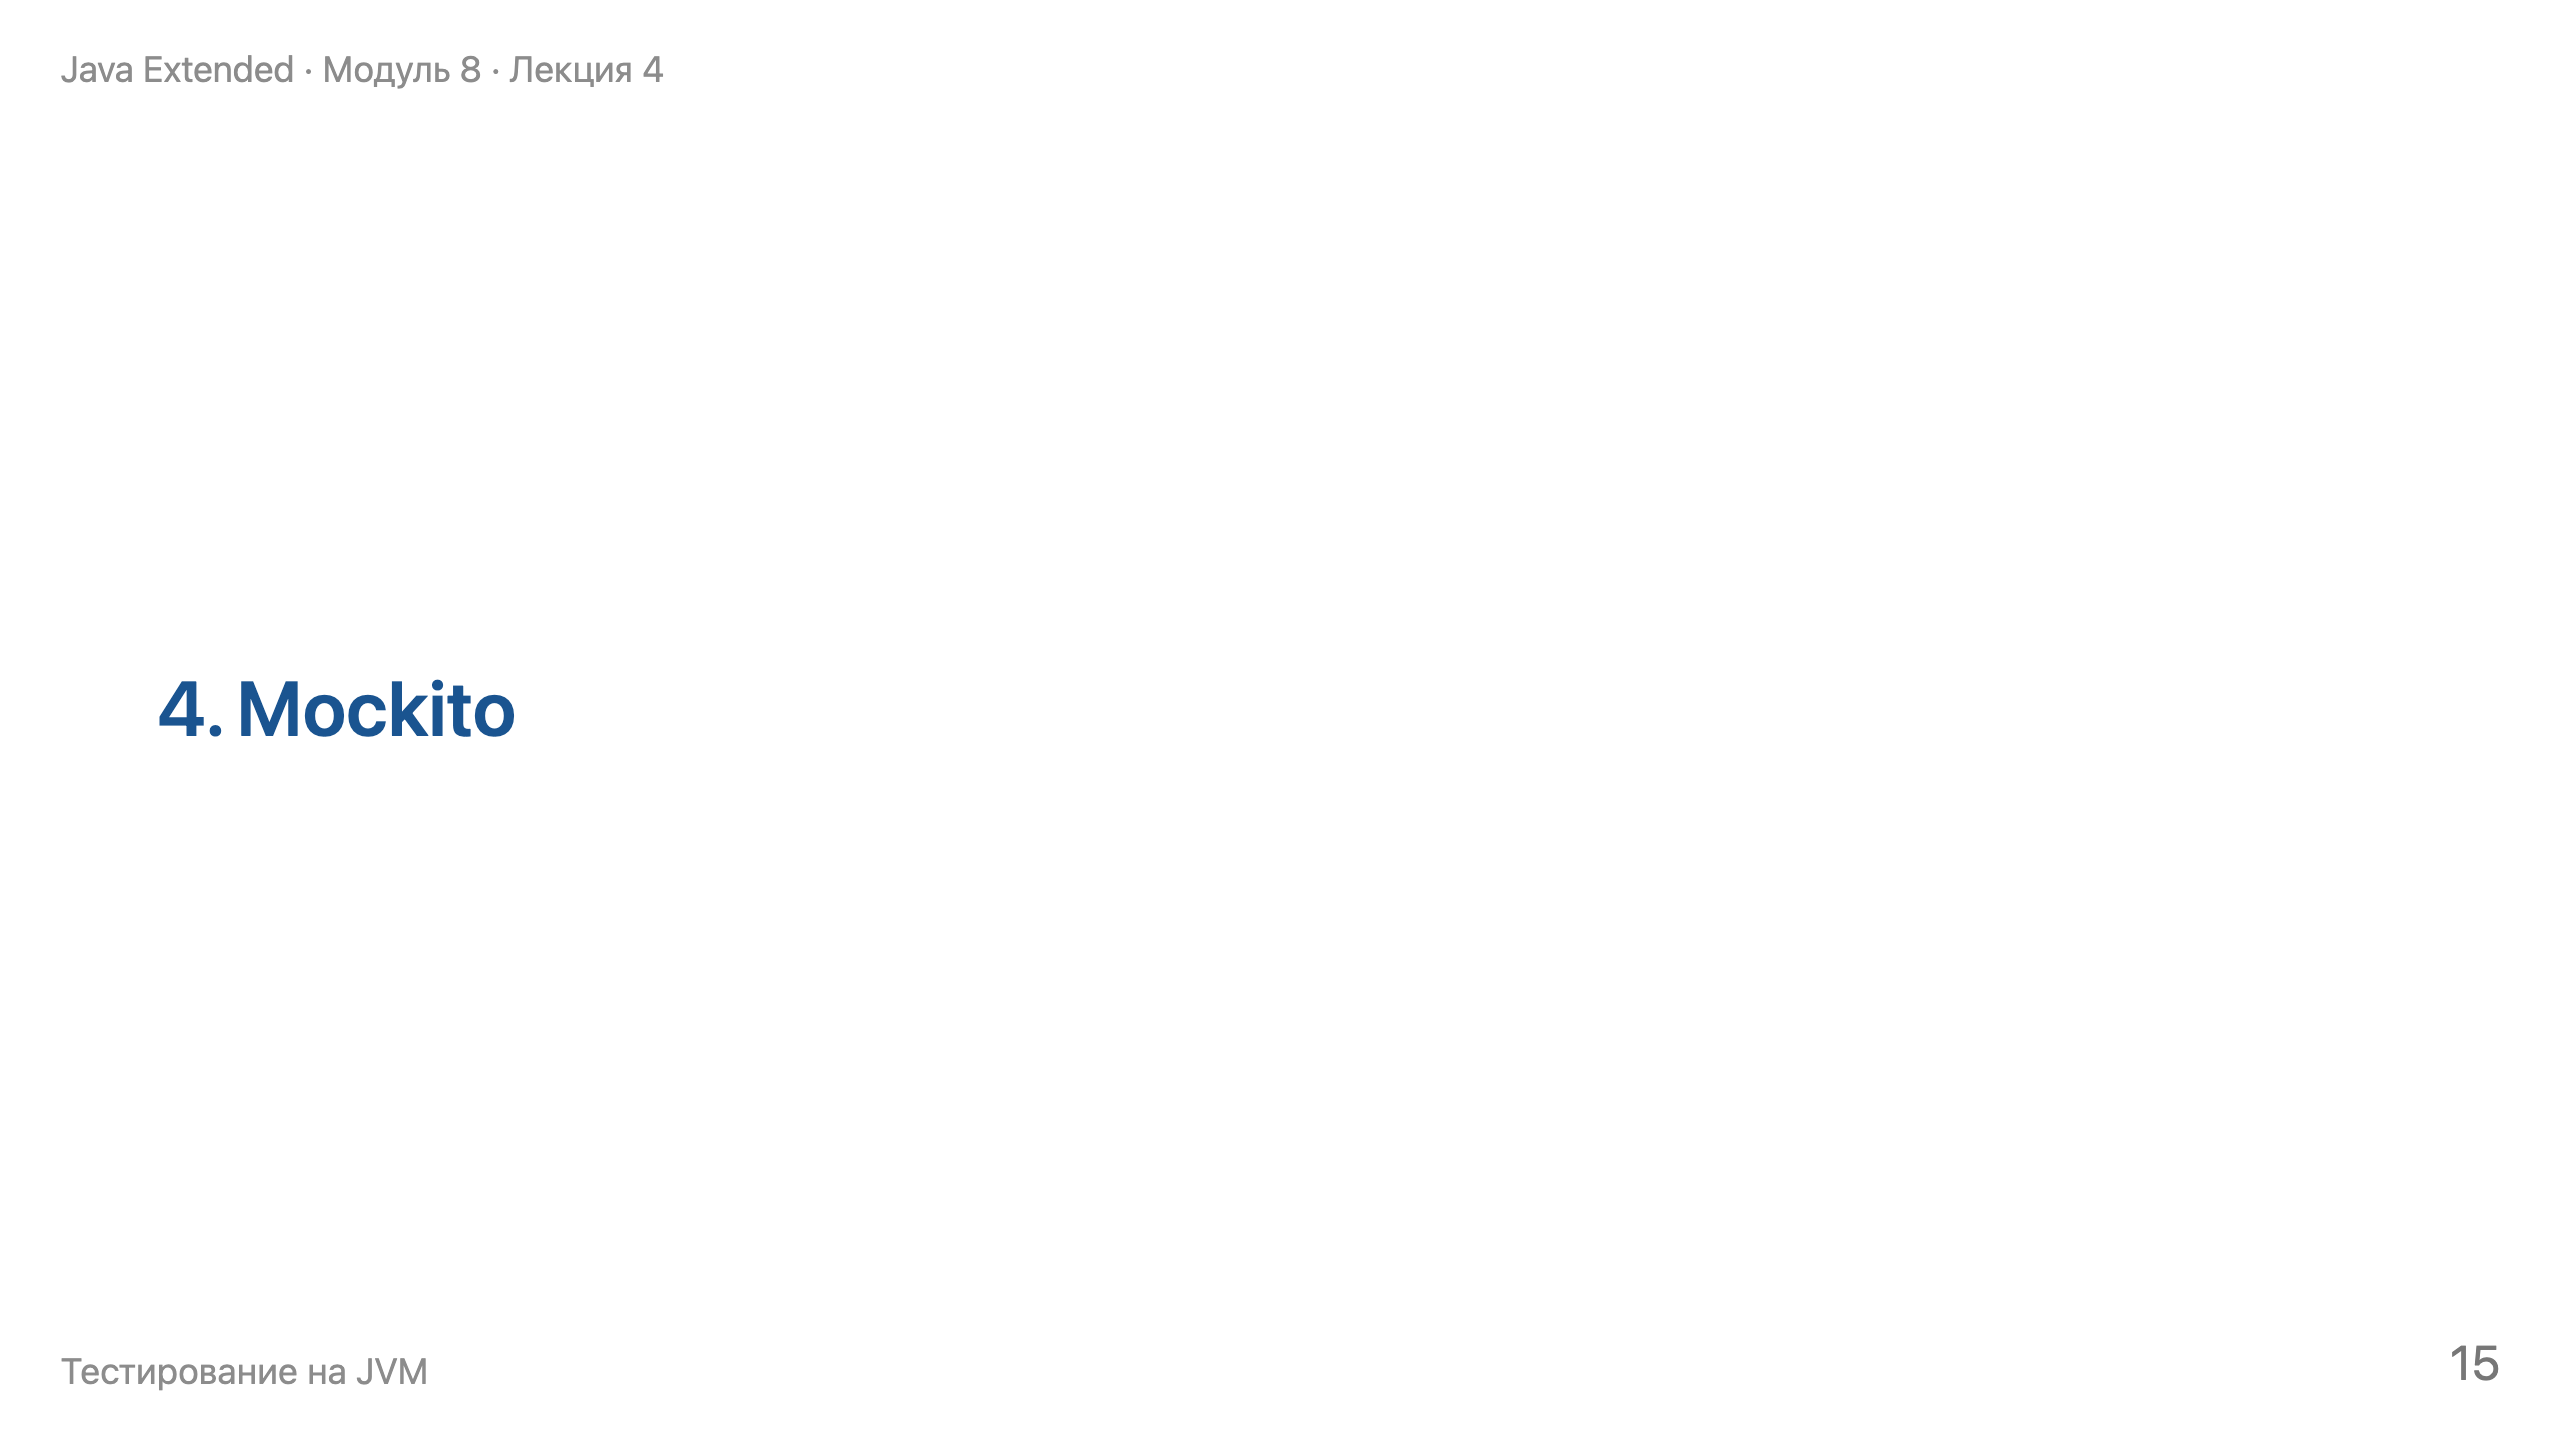 Java Extended · Модуль 8 · Лекция 4
4. Mockito
Тестирование на JVM
15